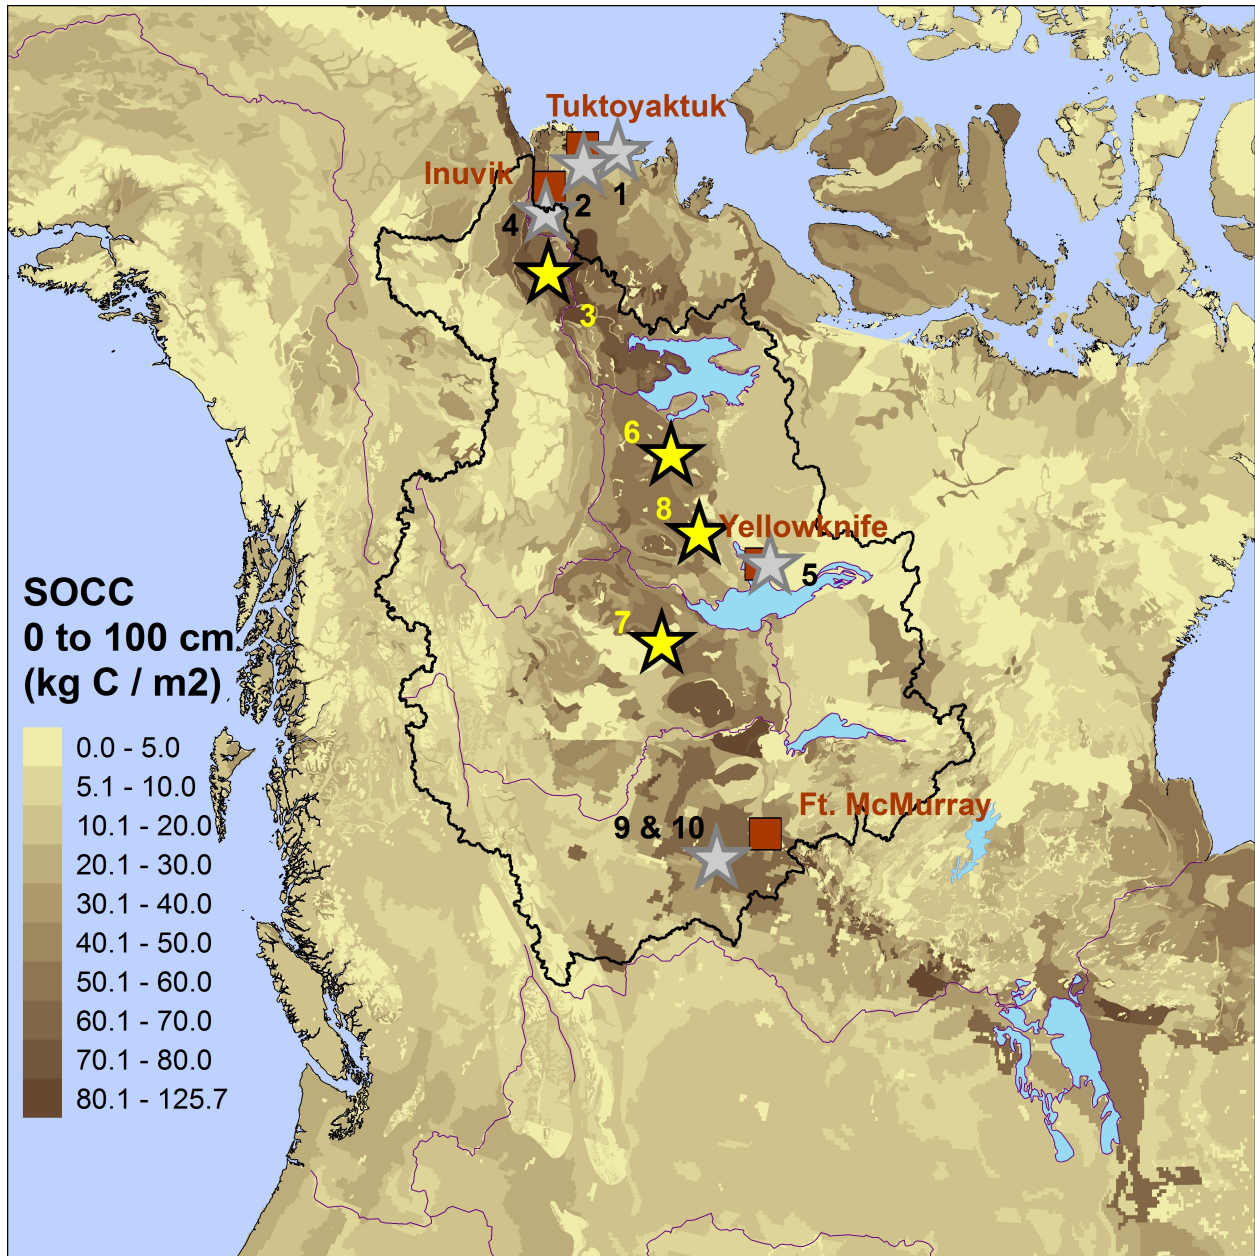 Tuktoyaktuk
Inuvik
1
2
4
3
6
8
Yellowknife
5
7
SOCC
0 to 100 cm
(kg C / m2)
0.0 - 5.0
5.1 - 10.0
10.1 - 20.0
20.1 - 30.0
30.1 - 40.0
40.1 - 50.0
50.1 - 60.0
60.1 - 70.0
70.1 - 80.0
80.1 - 125.7
Ft. McMurray
9 & 10